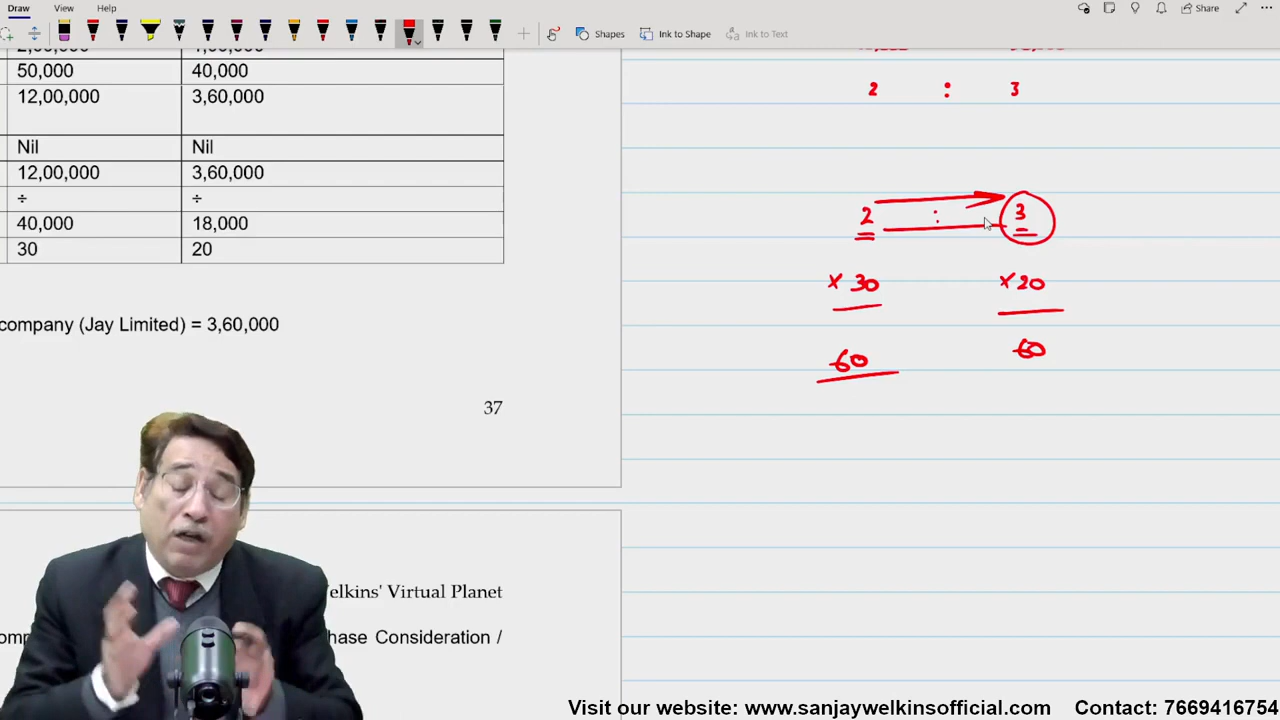 Draw View Help Share
Shapes Ink to Shape Ink to Text
50,000 40,000
12,00,000 3,60,000
Nil Nil
12,00,000 3,60,000
÷ ÷
40,000 18,000
30 20
company (Jay Limited) = 3,60,000
37
elkins' Virtual Planet
hase Consideration /
2 : 3
2 : 3
× 30 × 20
60 60
Visit our website: www.sanjaywelkinsofficial.com Contact: 7669416754